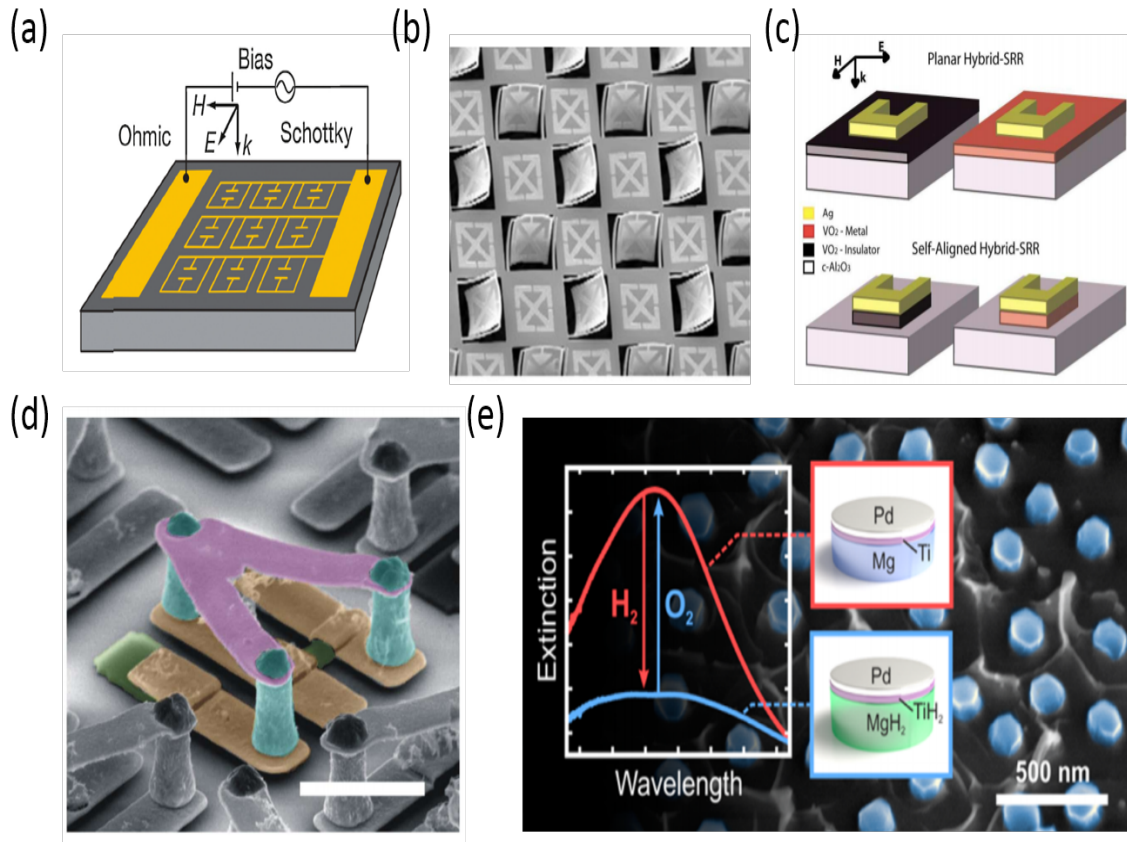 (a)
Bias
H
E
k
Ohmic
Schottky
(b)
(c)
E
H
k
Planar Hybrid-SRR
Ag
VO₂ - Metal
VO₂ - Insulator
c-Al₂O₃
Self-Aligned Hybrid-SRR
(d)
(e)
Extinction
Wavelength
H₂
O₂
Pd
Ti
Mg
Pd
TiH₂
MgH₂
500 nm